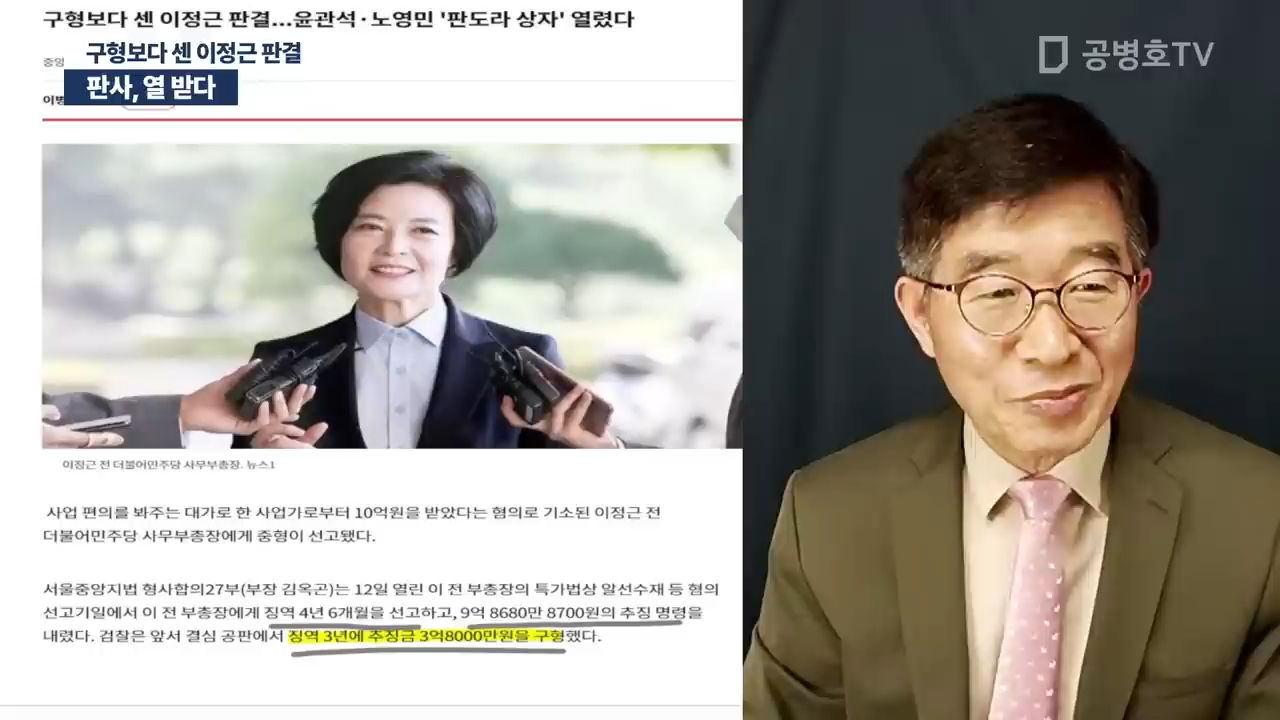 구형보다 센 이정근 판결...윤관석·노영민 '판도라 상자' 열렸다
중앙
구형보다 센 이정근 판결
판사, 열 받다
이병
공병호TV
이정근 전 더불어민주당 사무부총장. 뉴스1
사업 편의를 봐주는 대가로 한 사업가로부터 10억원을 받았다는 혐의로 기소된 이정근 전
더불어민주당 사무부총장에게 중형이 선고됐다.
서울중앙지법 형사합의27부(부장 김옥곤)는 12일 열린 이 전 부총장의 특가법상 알선수재 등 혐의
선고기일에서 이 전 부총장에게 징역 4년 6개월을 선고하고, 9억 8680만 8700원의 추징 명령을
내렸다. 검찰은 앞서 결심 공판에서 징역 3년에 추징금 3억8000만원을 구형했다.